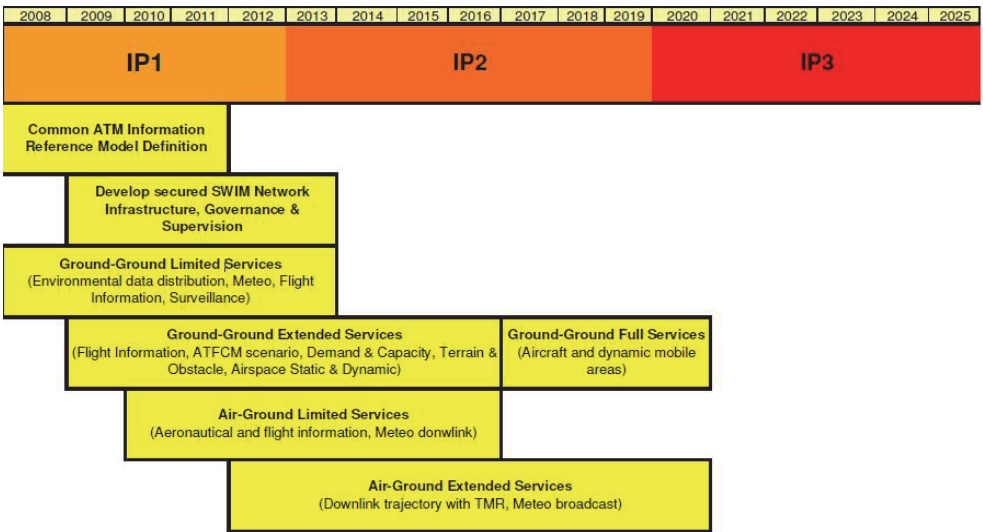 2008 2009 2010 2011 2012 2013 2014 2015 2016 2017 2018 2019 2020 2021 2022 2023 2024 2025
IP1 IP2 IP3
Common ATM Information
Reference Model Definition
Develop secured SWIM Network
Infrastructure, Governance &
Supervision
Ground-Ground Limited Services
(Environmental data distribution, Meteo, Flight
Information, Surveillance)
Ground-Ground Extended Services
(Flight Information, ATFCM scenario, Demand & Capacity, Terrain &
Obstacle, Airspace Static & Dynamic)
Ground-Ground Full Services
(Aircraft and dynamic mobile
areas)
Air-Ground Limited Services
(Aeronautical and flight information, Meteo donwlink)
Air-Ground Extended Services
(Downlink trajectory with TMR, Meteo broadcast)